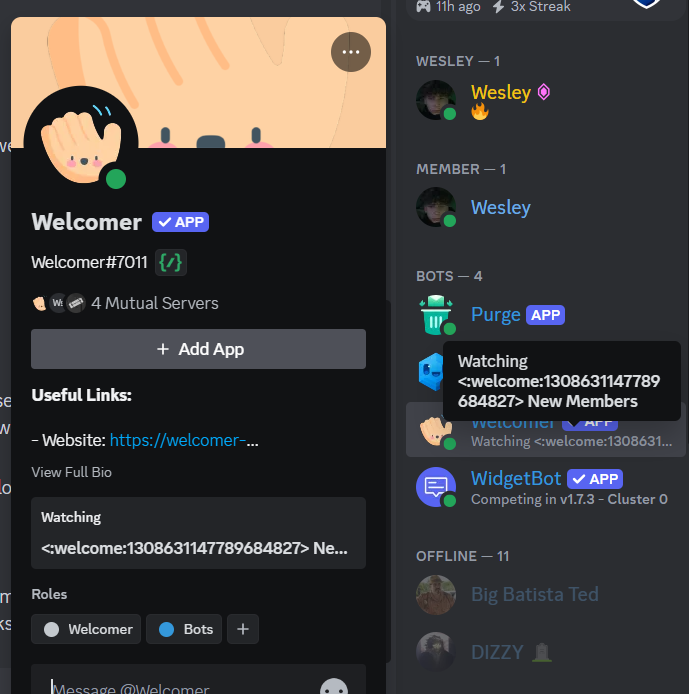 11h ago 3x Streak
Welcomer ✓ APP
Welcomer#7011 {/}
4 Mutual Servers
+ Add App
Useful Links:
- Website: https://welcomer-...
View Full Bio
Watching
<:welcome:1308631147789684827> Ne...
Roles
Welcomer Bots +
Message @Welcomer
WESLEY — 1
Wesley
MEMBER — 1
Wesley
BOTS — 4
Purge APP
Watching
<:welcome:1308631147789
684827> New Members
Welcomer ✓ APP
Watching <:welcome:1308631...
WidgetBot ✓ APP
Competing in v1.7.3 - Cluster 0
OFFLINE — 11
Big Batista Ted
DIZZY